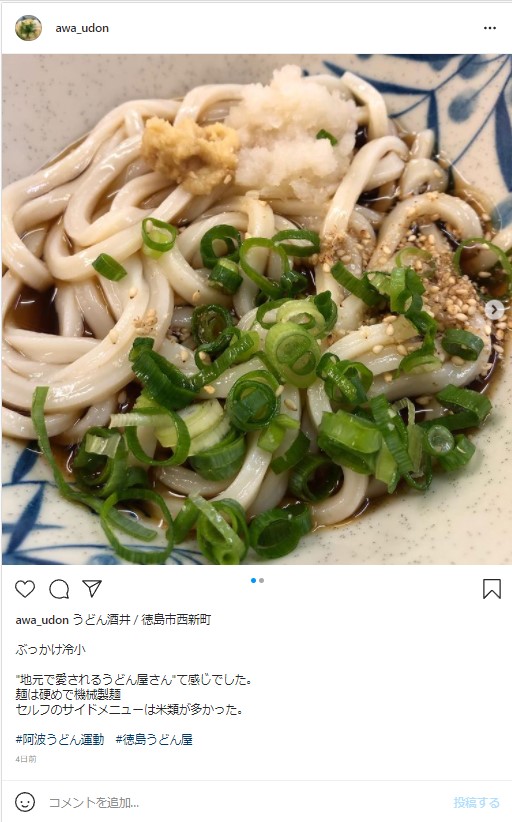 awa_udon
awa_udon うどん酒井 / 徳島市西新町
ぶっかけ冷小
"地元で愛されるうどん屋さん"て感じでした。
麺は硬めで機械製麺
セルフのサイドメニューは米類が多かった。
#阿波うどん運動　#徳島うどん屋
4日前
コメントを追加... 投稿する